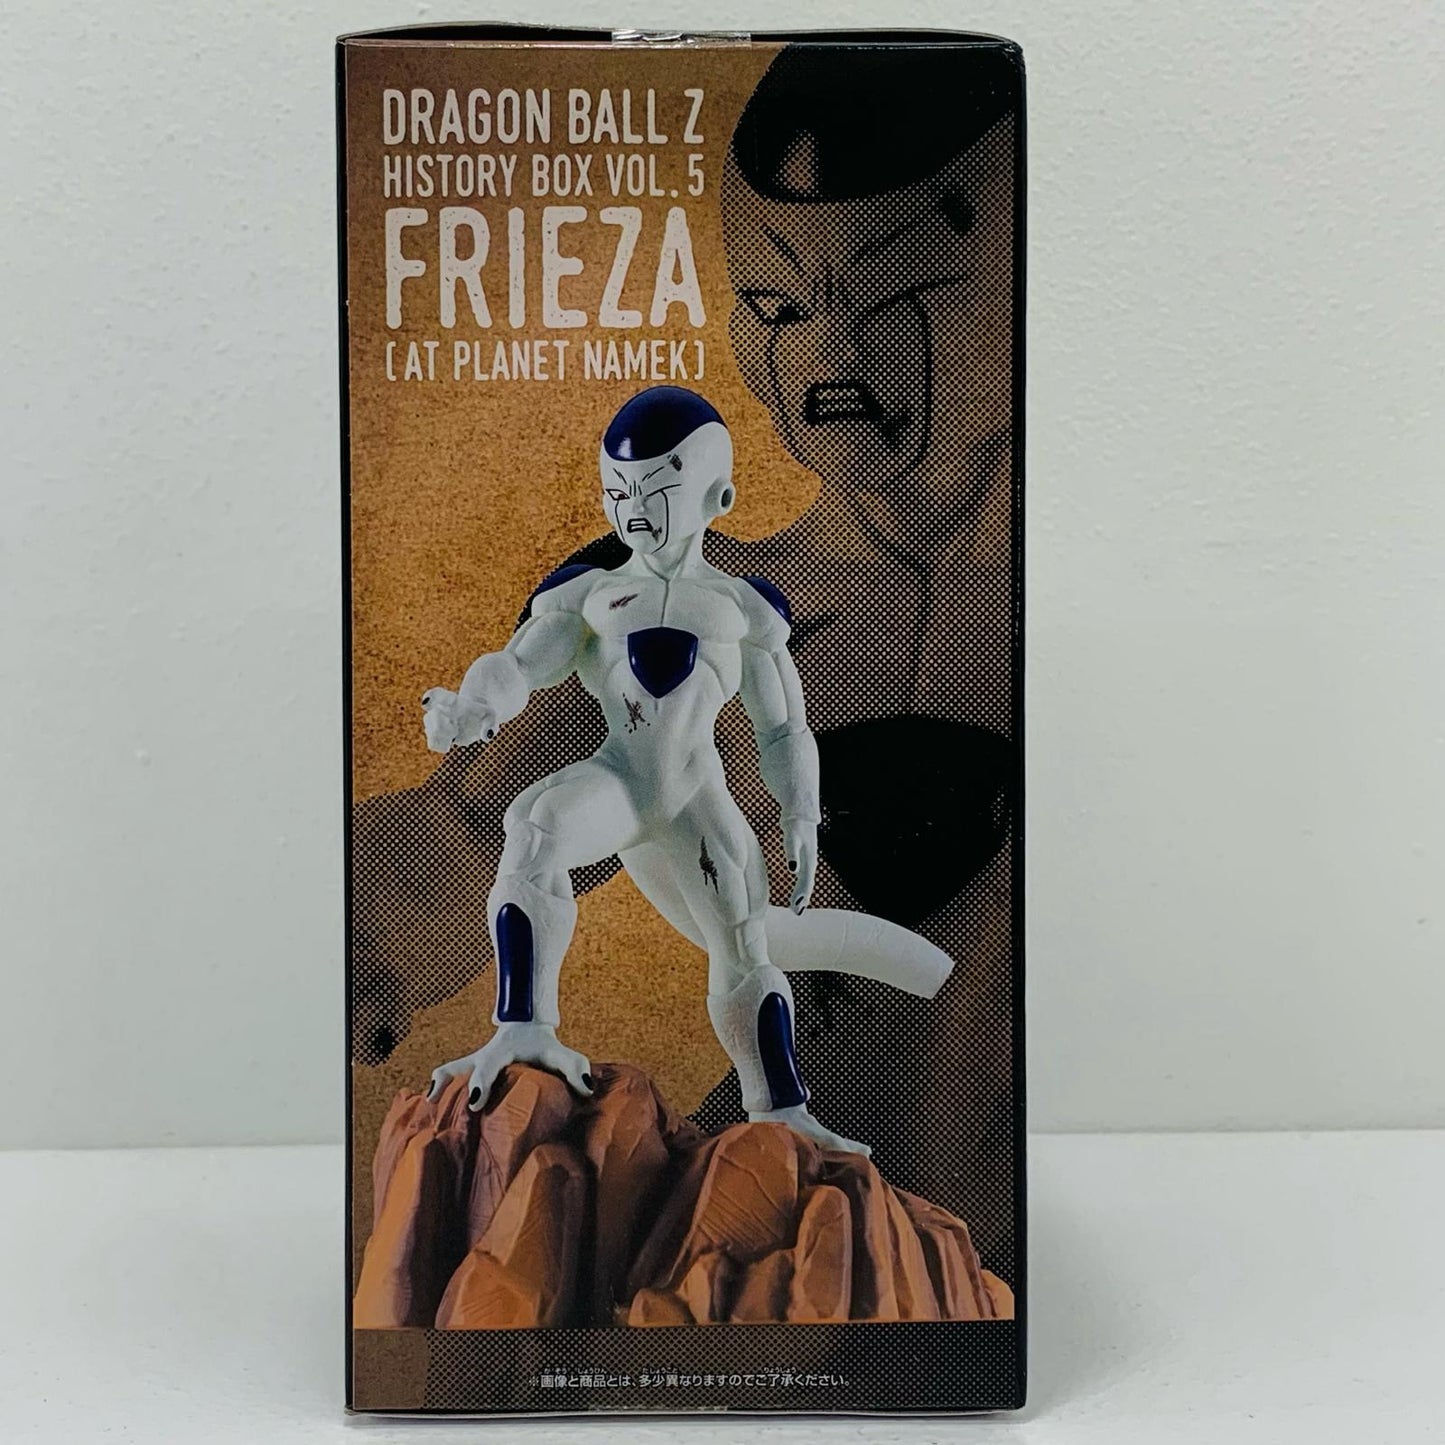 DRAGON BALL Z
HISTORY BOX VOL.5
FRIEZA
(AT PLANET NAMEK)
※画像と商品とは、多少異なりますのでご了承ください。